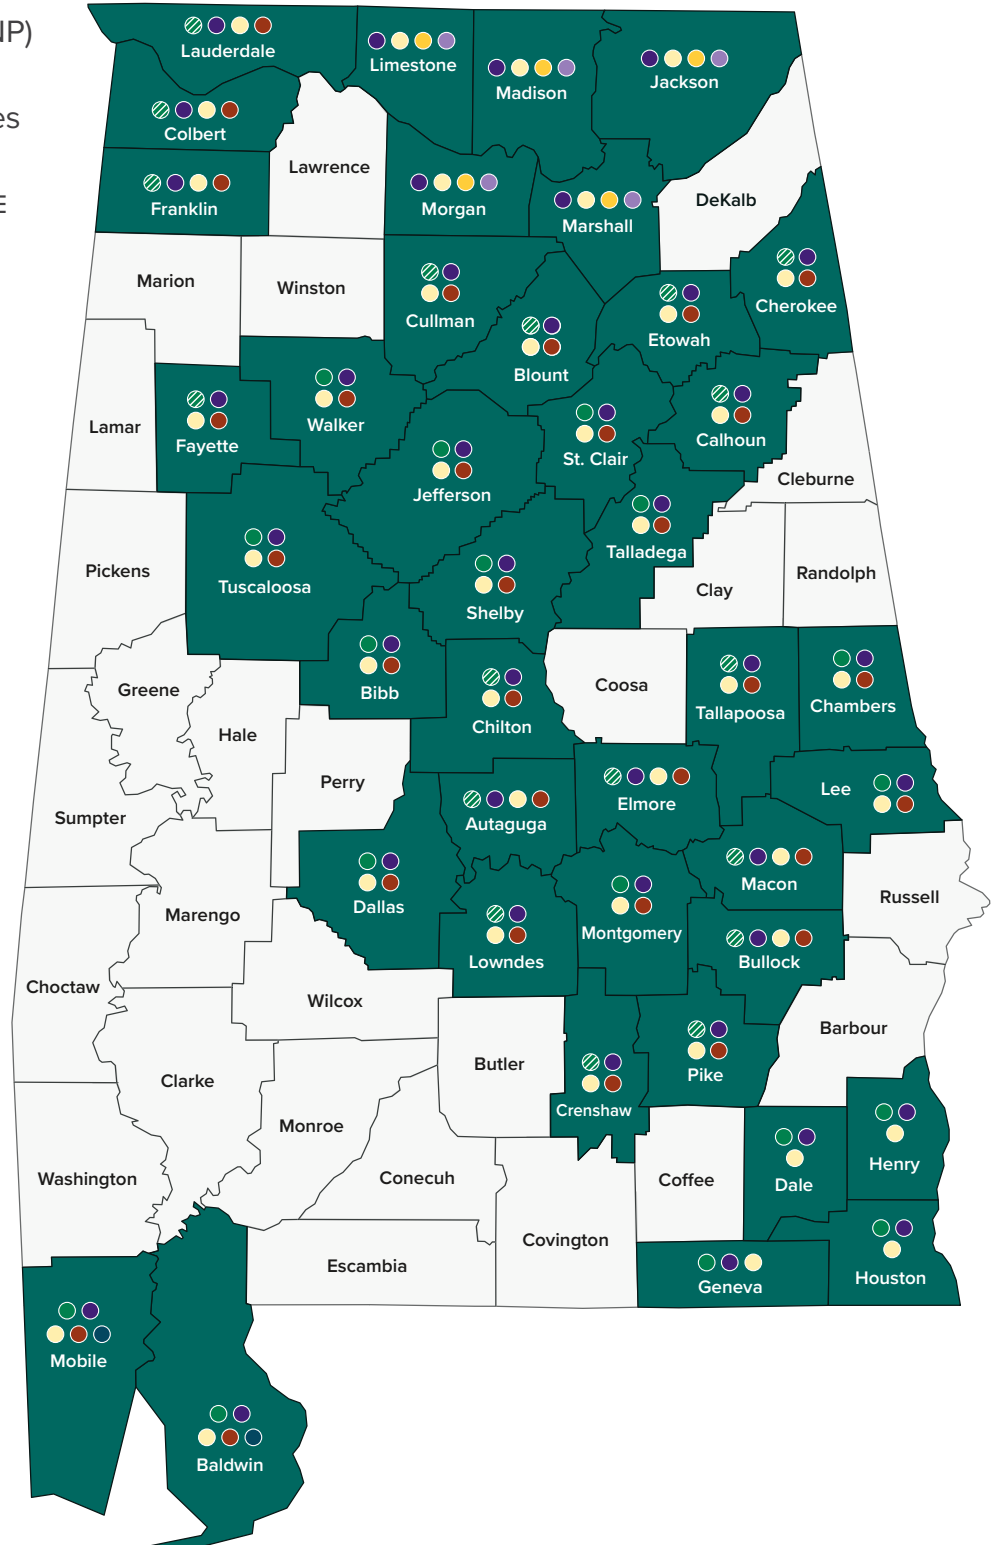 NP)
es
E
Lauderdale
Limestone
Madison
Jackson
Colbert
Lawrence
Franklin
Morgan
Marshall
DeKalb
Marion
Winston
Cullman
Cherokee
Etowah
Blount
Lamar
Fayette
Walker
St. Clair
Calhoun
Cleburne
Jefferson
Pickens
Tuscaloosa
Talladega
Clay
Randolph
Shelby
Greene
Bibb
Coosa
Tallapoosa
Chambers
Hale
Chilton
Perry
Sumpter
Autaguga
Elmore
Lee
Dallas
Macon
Russell
Marengo
Lowndes
Montgomery
Bullock
Choctaw
Wilcox
Barbour
Clarke
Butler
Pike
Crenshaw
Monroe
Washington
Conecuh
Coffee
Dale
Henry
Covington
Escambia
Geneva
Houston
Mobile
Baldwin